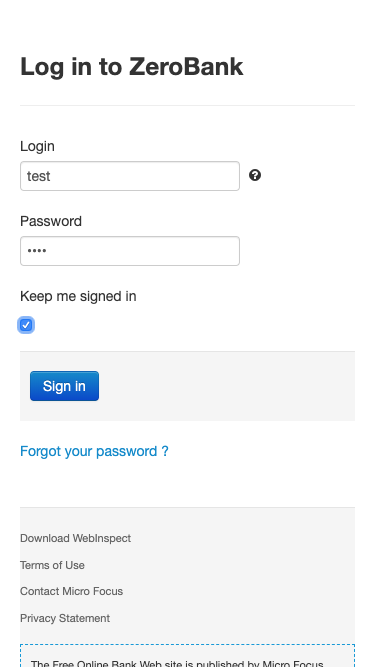 Log in to ZeroBank
Login
test
Password
••••
Keep me signed in
Sign in
Forgot your password ?
Download WebInspect
Terms of Use
Contact Micro Focus
Privacy Statement
The Free Online Bank Web site is published by Micro Focus